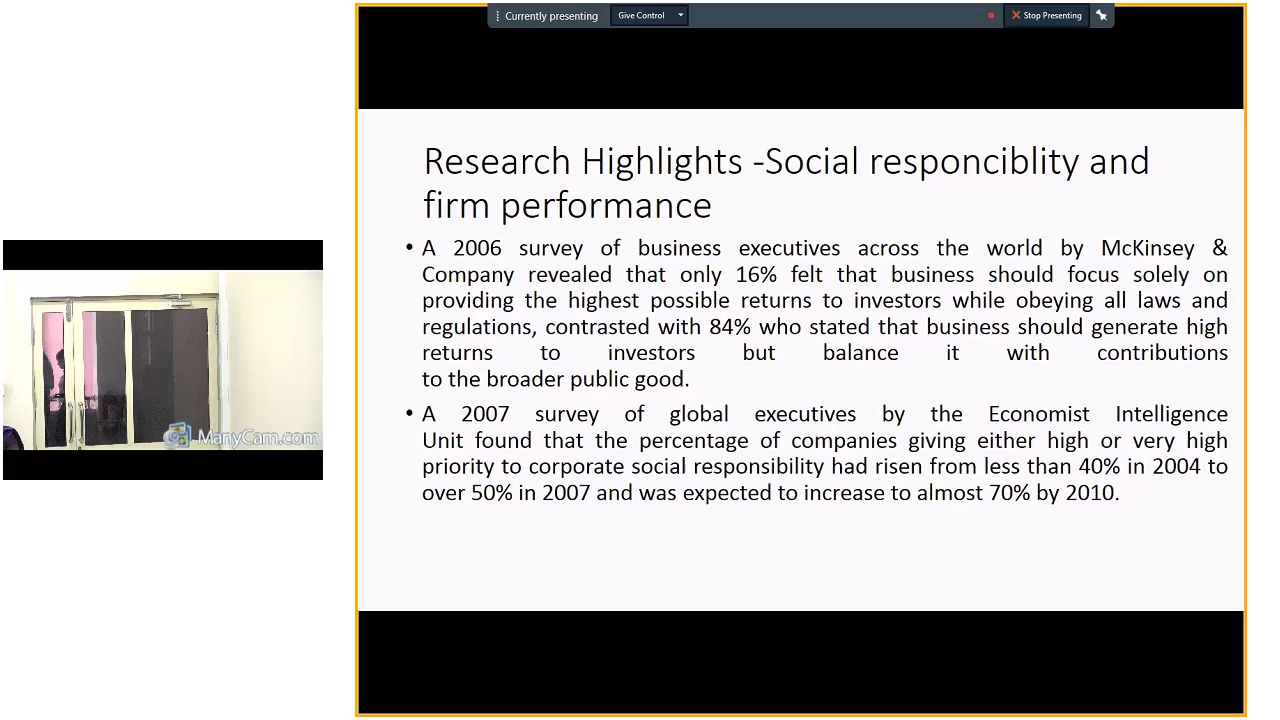 Currently presenting
Give Control
Stop Presenting
Research Highlights -Social responciblity and
firm performance
• A 2006 survey of business executives across the world by McKinsey &
Company revealed that only 16% felt that business should focus solely on
providing the highest possible returns to investors while obeying all laws and
regulations, contrasted with 84% who stated that business should generate high
returns to investors but balance it with contributions
to the broader public good.
• A 2007 survey of global executives by the Economist Intelligence
Unit found that the percentage of companies giving either high or very high
priority to corporate social responsibility had risen from less than 40% in 2004 to
over 50% in 2007 and was expected to increase to almost 70% by 2010.
ManyCam.com